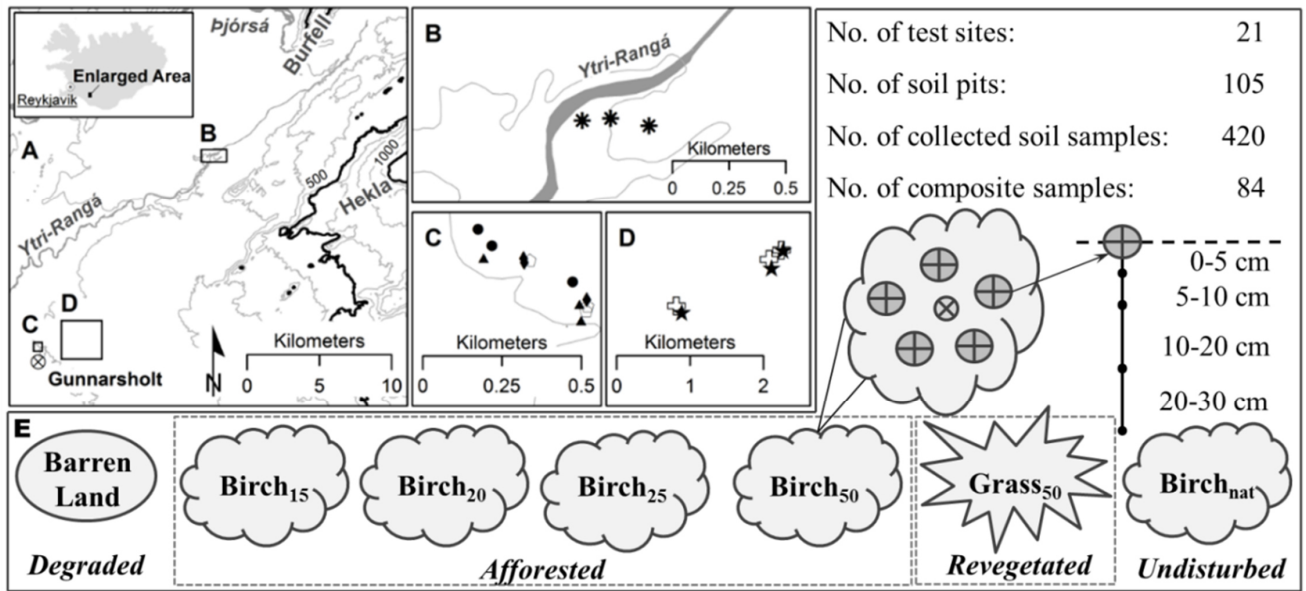 Þjórsá
Burfell-
Enlarged Area
Reykjavik
B
A
500
1000
Hekla
Ytri-Rangá
D
C
Gunnarsholt
N
Kilometers
0 5 10
B
Ytri-Rangá
Kilometers
0 0.25 0.5
C
Kilometers
0 0.25 0.5
D
Kilometers
0 1 2
No. of test sites: 21
No. of soil pits: 105
No. of collected soil samples: 420
No. of composite samples: 84
0-5 cm
5-10 cm
10-20 cm
20-30 cm
E
Barren
Land
Birch15
Birch20
Birch25
Birch50
Grass50
Birchnat
Degraded
Afforested
Revegetated
Undisturbed